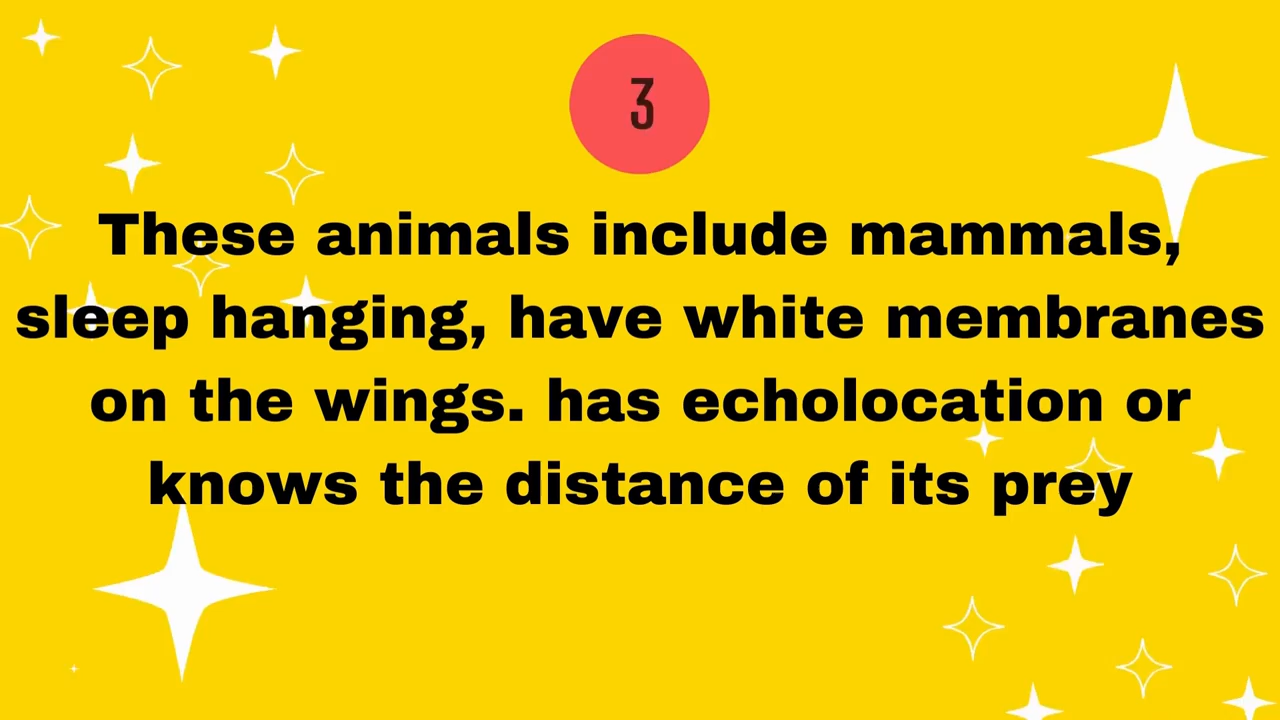 3
These animals include mammals,
sleep hanging, have white membranes
on the wings. has echolocation or
knows the distance of its prey